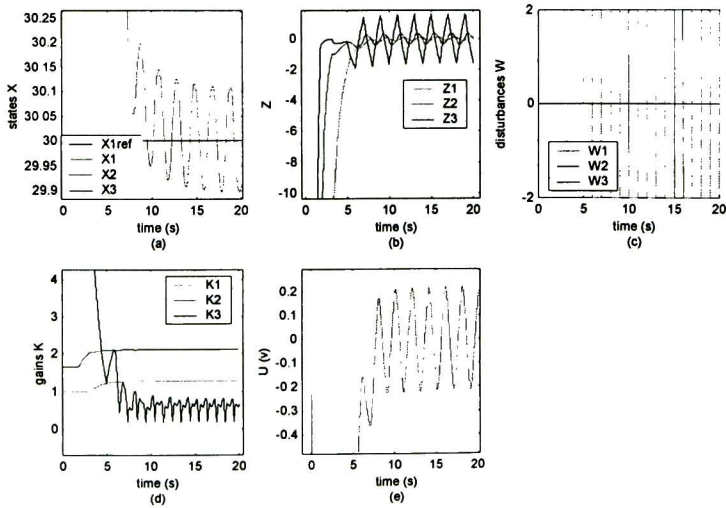 30.25
30.2
30.15
30.1
30.05
30
29.95
29.9
states X
X1ref
X1
X2
X3
0 5 10 15 20
time (s)
(a)
0
-2
-4
-6
-8
-10
Z
Z1
Z2
Z3
0 5 10 15 20
time (s)
(b)
2
0
-2
disturbances W
W1
W2
W3
0 5 10 15 20
time (s)
(c)
4
3
2
1
0
gains K
K1
K2
K3
0 5 10 15 20
time (s)
(d)
0.2
0.1
0
-0.1
-0.2
-0.3
-0.4
U (v)
0 5 10 15 20
time (s)
(e)